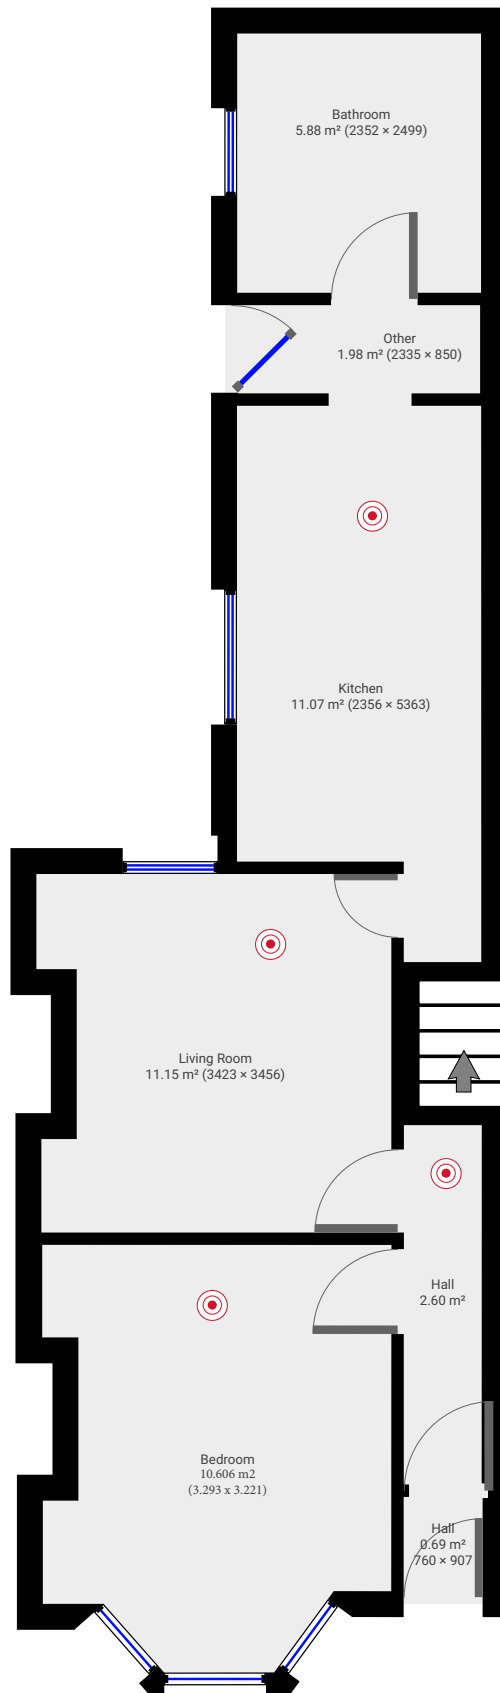 Bathroom
5.88 m² (2352 × 2499)
Other
1.98 m² (2335 × 850)
Kitchen
11.07 m² (2356 × 5363)
Living Room
11.15 m² (3423 × 3456)
Hall
2.60 m²
Bedroom
10.606 m2
(3.293 x 3.221)
Hall
0.69 m²
760 × 907